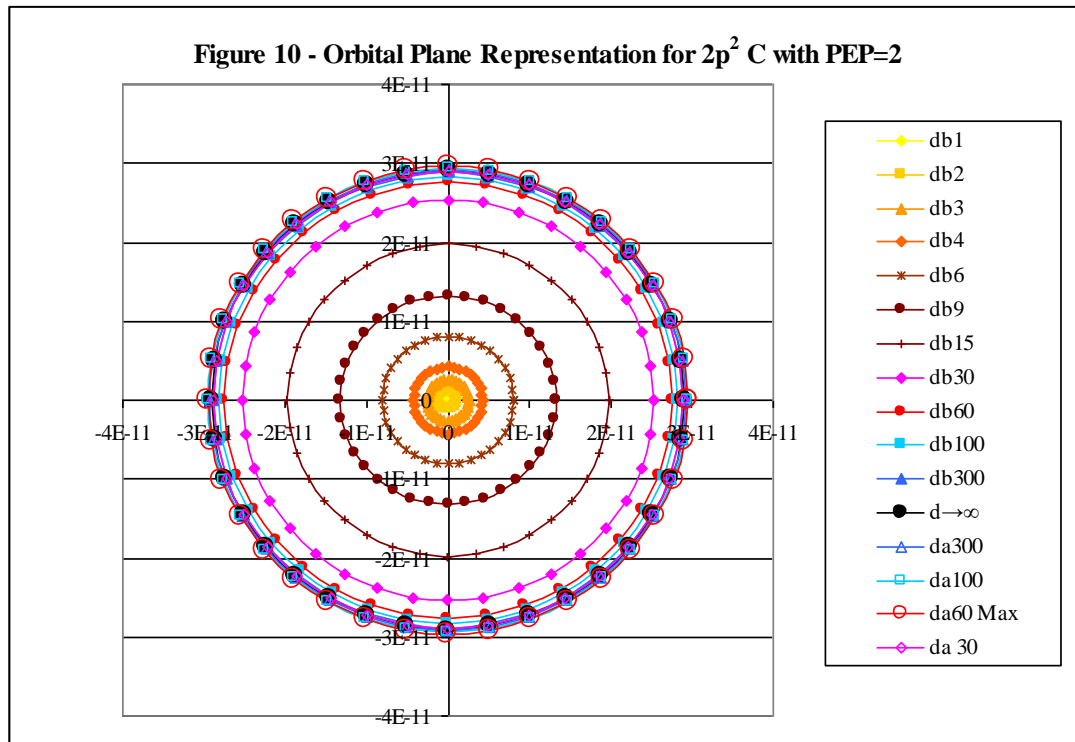 Figure 10 - Orbital Plane Representation for 2p² C with PEP=2
4E-11
3E-11
2E-11
1E-11
0
-4E-11 -3E-11 -2E-11 -1E-11 0 1E-11 2E-11 3E-11 4E-11
-1E-11
-2E-11
-3E-11
-4E-11
db1
db2
db3
db4
db6
db9
db15
db30
db60
db100
db300
d→∞
da300
da100
da60 Max
da 30